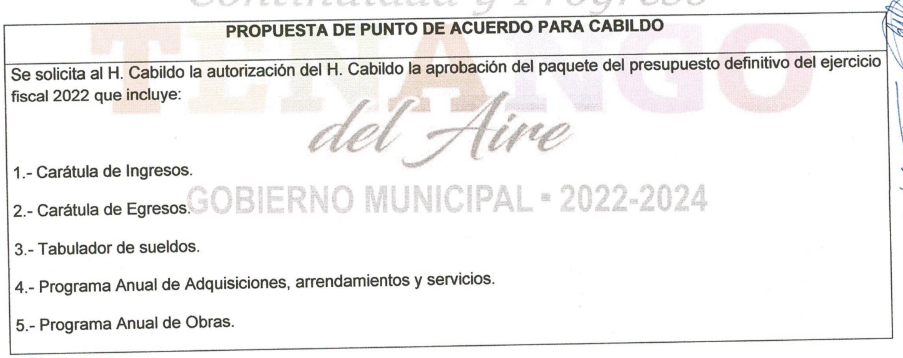 Continuidad y Progreso
PROPUESTA DE PUNTO DE ACUERDO PARA CABILDO
TENANGO
Se solicita al H. Cabildo la autorización del H. Cabildo la aprobación del paquete del presupuesto definitivo del ejercicio
fiscal 2022 que incluye:
del Aire
1.- Carátula de Ingresos.
GOBIERNO MUNICIPAL - 2022-2024
2.- Carátula de Egresos.
3.- Tabulador de sueldos.
4.- Programa Anual de Adquisiciones, arrendamientos y servicios.
5.- Programa Anual de Obras.